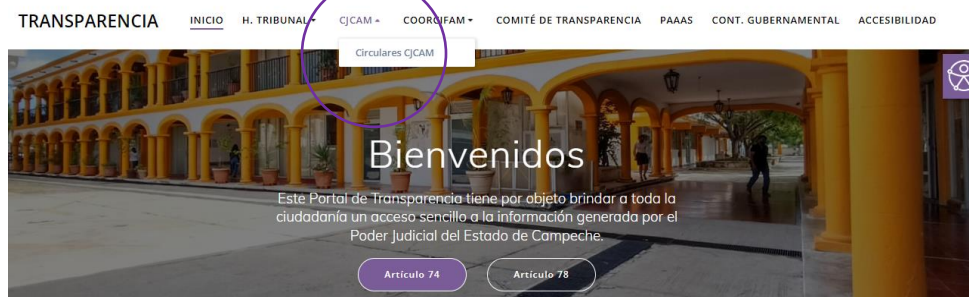 TRANSPARENCIA INICIO H. TRIBUNAL CJCAM COORGIFAM COMITÉ DE TRANSPARENCIA PAAAS CONT. GUBERNAMENTAL ACCESIBILIDAD
Circulares CJCAM
Bienvenidos
Este Portal de Transparencia tiene por objeto brindar a toda la
ciudadanía un acceso sencillo a la información generada por el
Poder Judicial del Estado de Campeche.
Artículo 74 Artículo 78